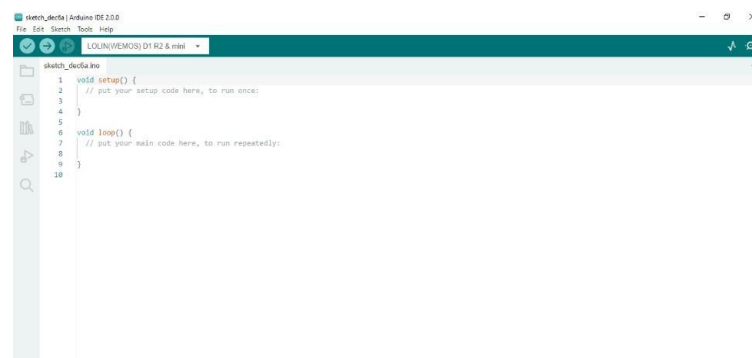 sketch_dec6a | Arduino IDE 2.0.0
File Edit Sketch Tools Help
LOLIN(WEMOS) D1 R2 & mini
sketch_dec6a.ino
1 void setup() {
2 // put your setup code here, to run once:
3
4 }
5
6 void loop() {
7 // put your main code here, to run repeatedly:
8
9 }
10